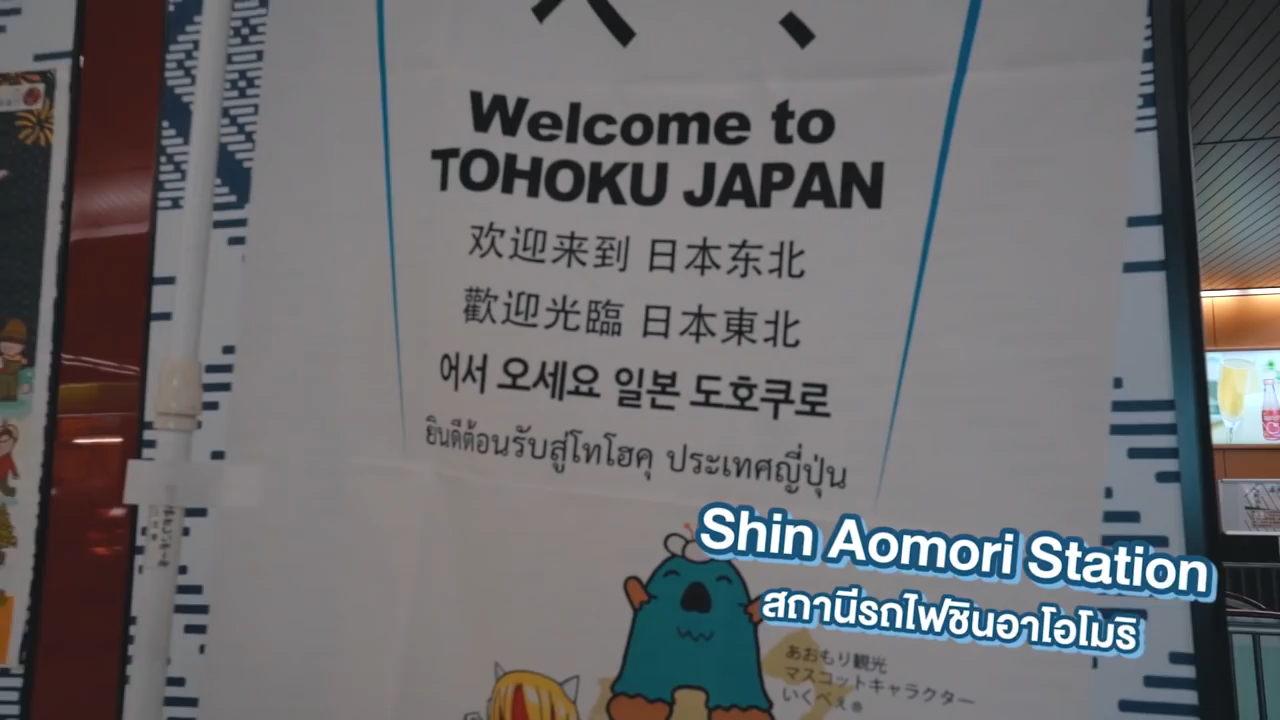 Welcome to
TOHOKU JAPAN
欢迎来到 日本东北
歡迎光臨 日本東北
어서 오세요 일본 도호쿠로
ยินดีต้อนรับสู่โทโฮคุ ประเทศญี่ปุ่น
Shin Aomori Station
สถานีรถไฟชินอาโอโมริ
あおもり観光
マスコットキャラクター
いくべぇ®